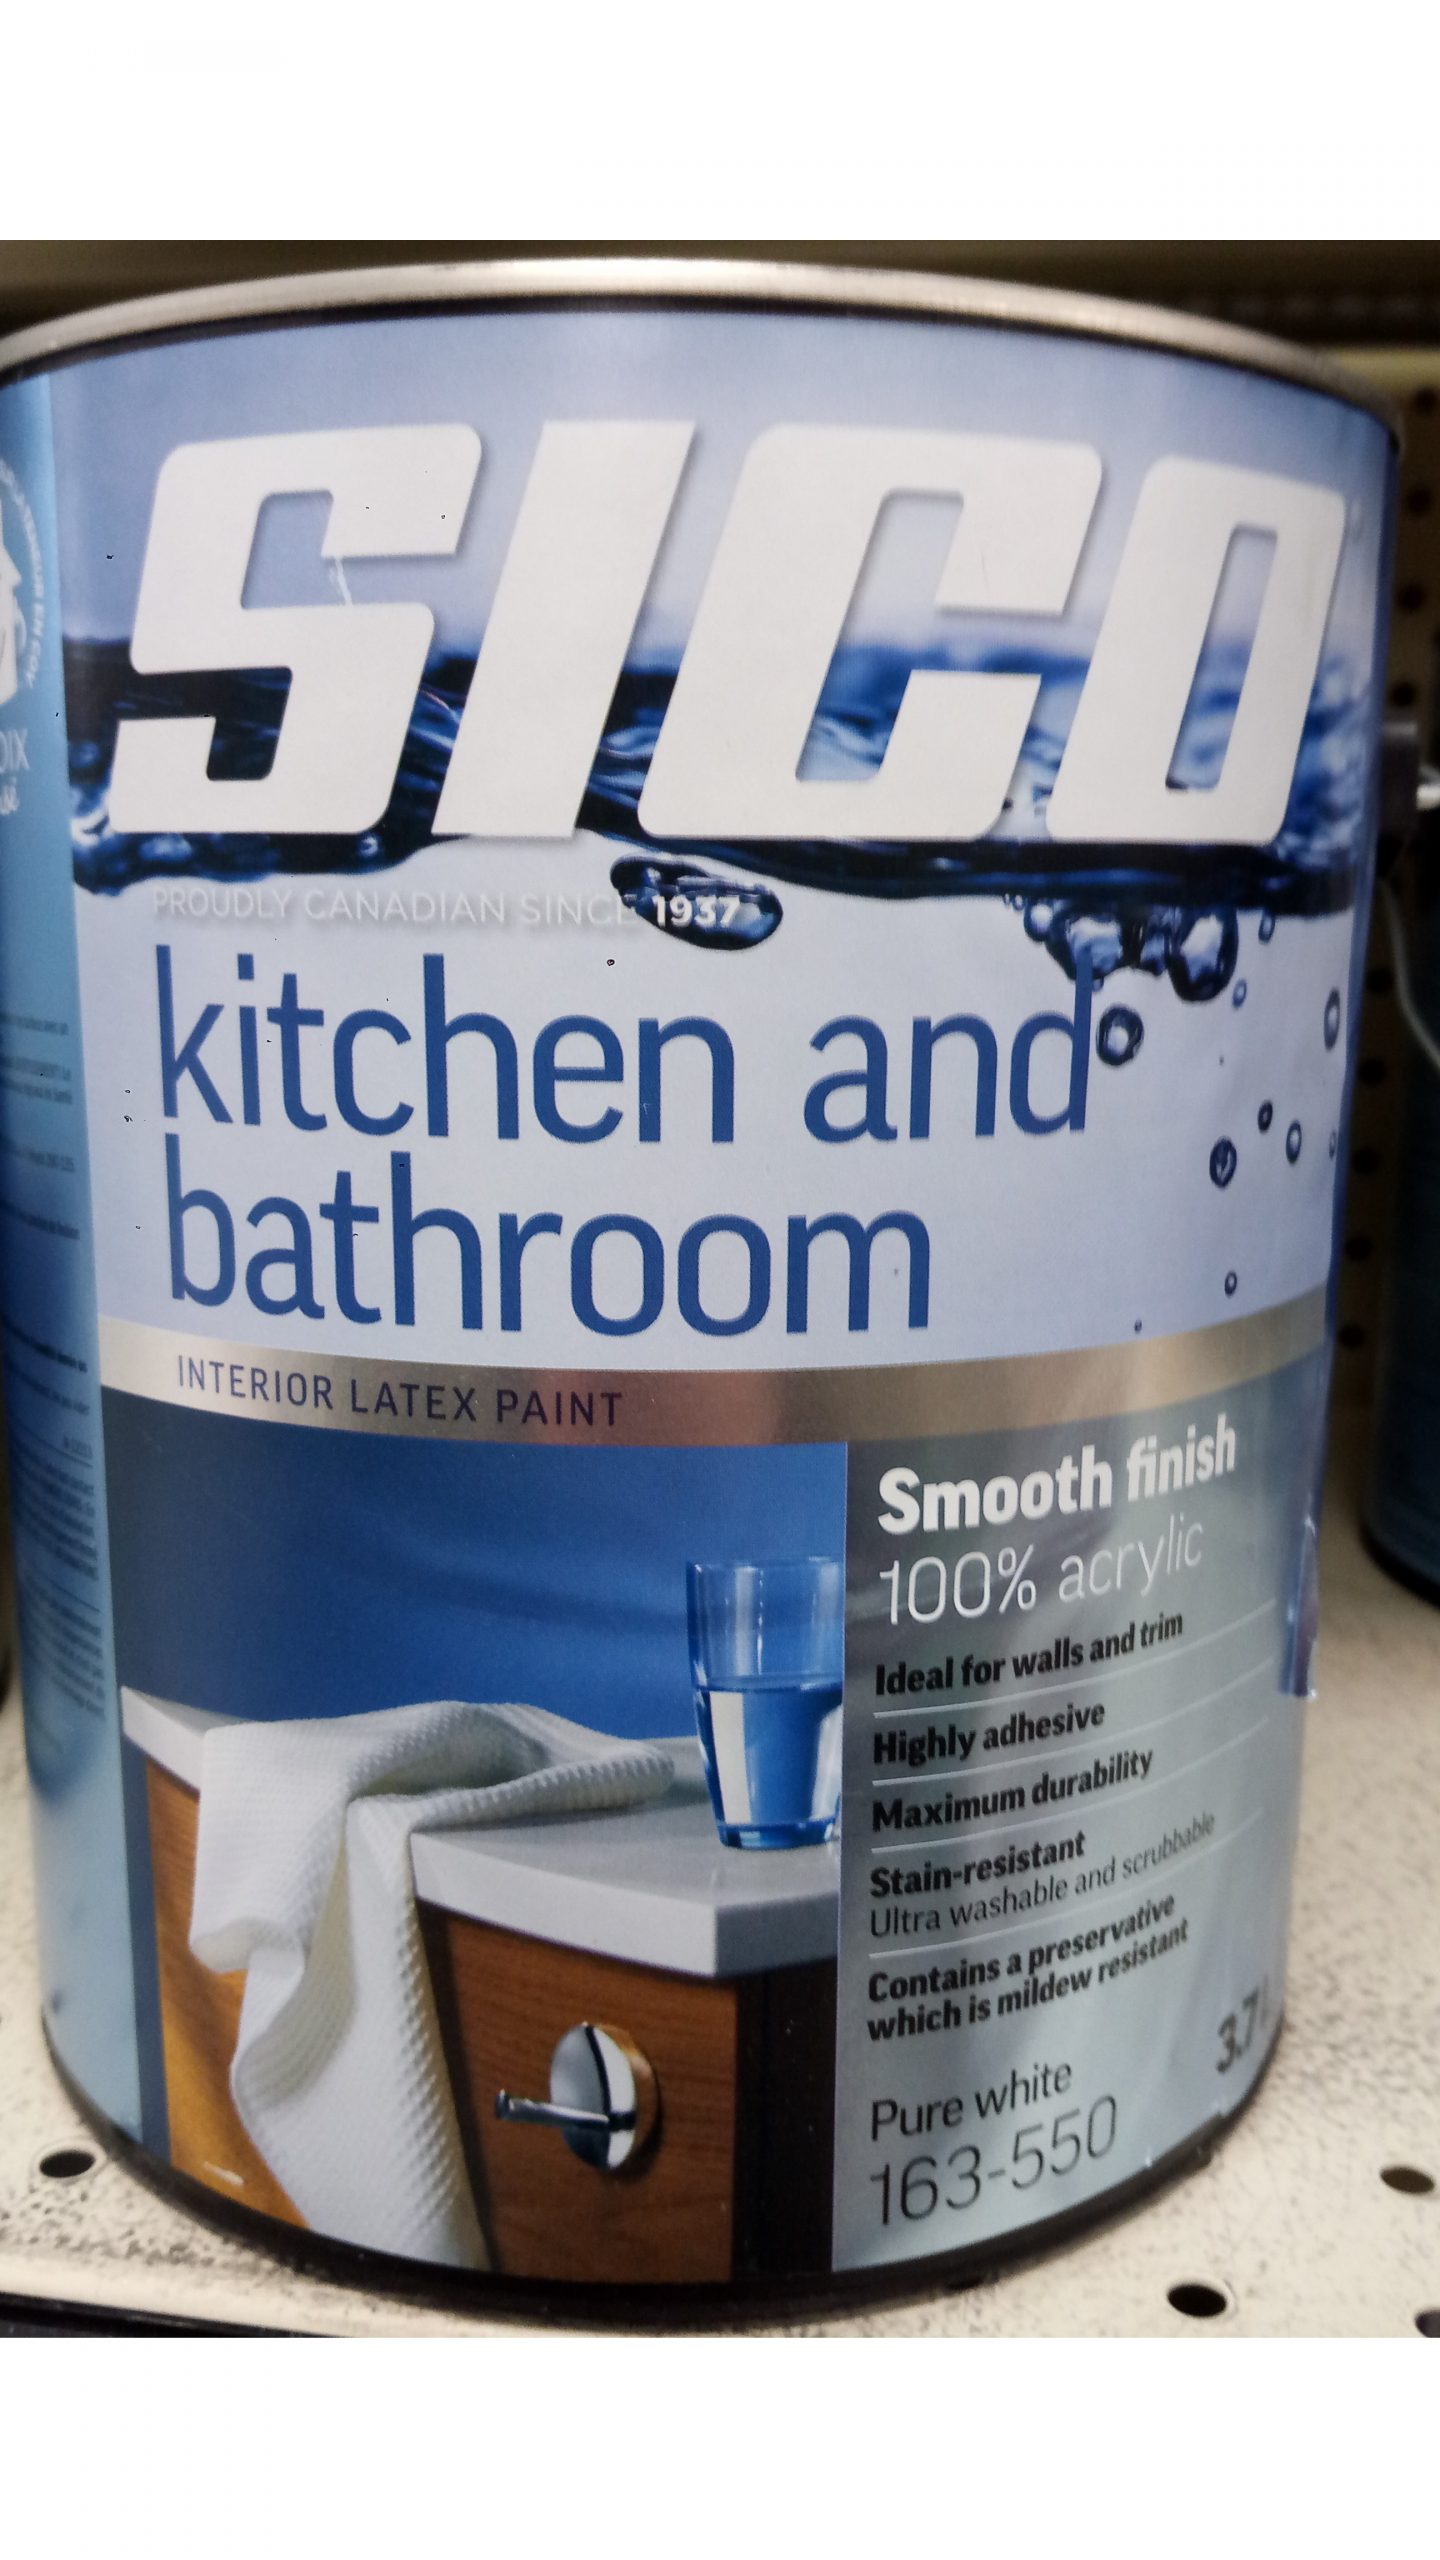 SICO
PROUDLY CANADIAN SINCE 1937
kitchen and
bathroom
INTERIOR LATEX PAINT
Smooth finish
100% acrylic
Ideal for walls and trim
Highly adhesive
Maximum durability
Stain-resistant
Ultra washable and scrubbable
Contains a preservative
which is mildew resistant
Pure white
163-550